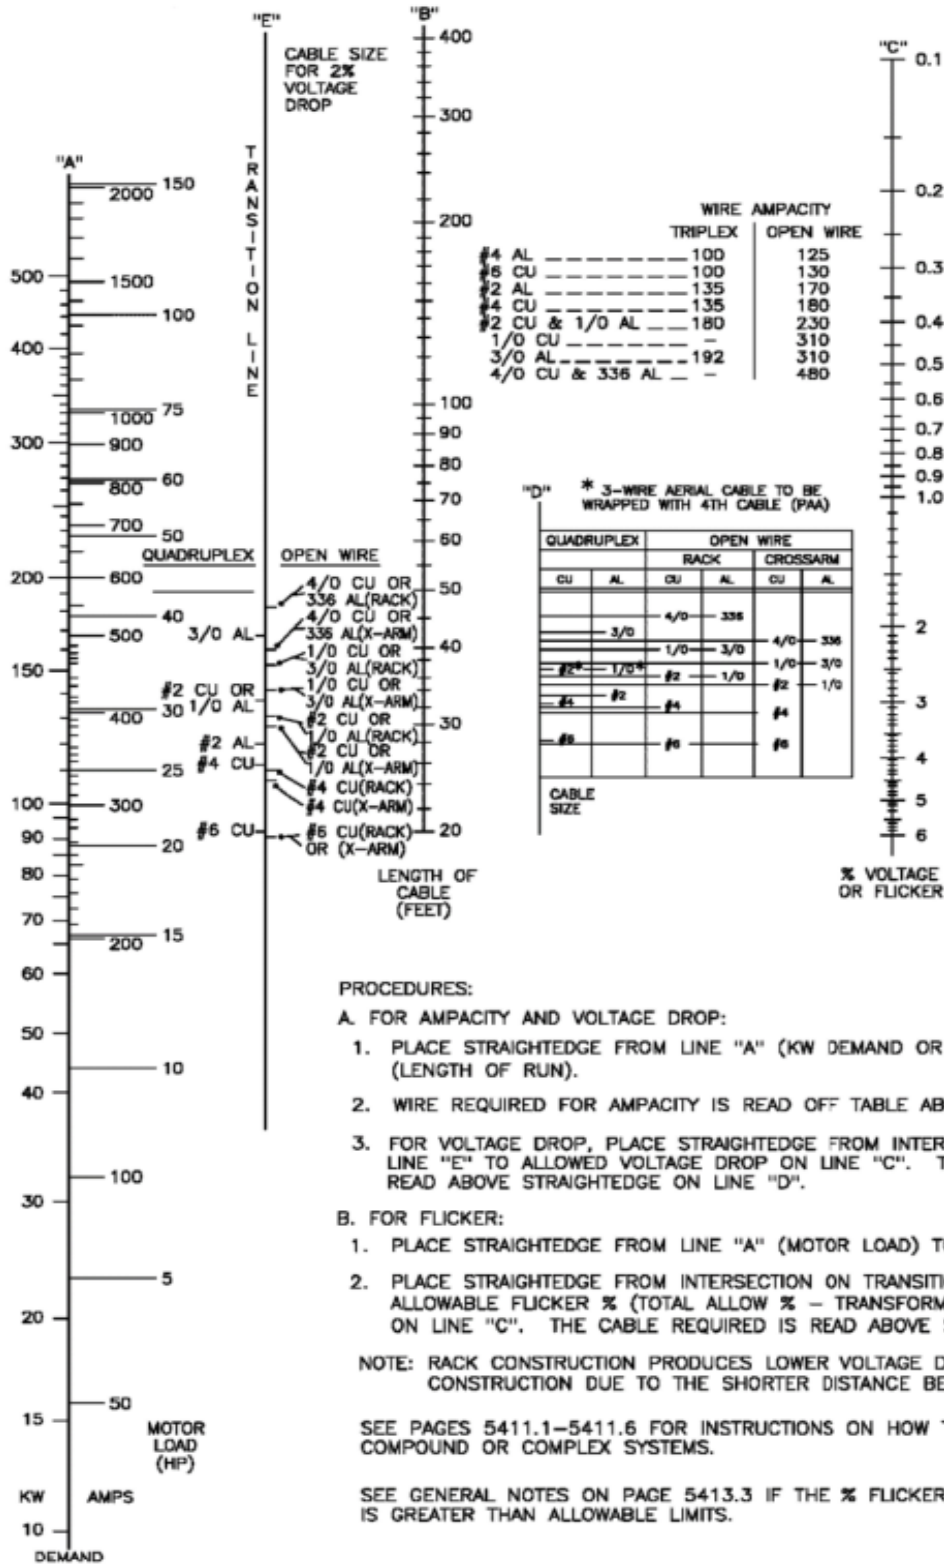 "E"
"B"
"C"
"A"
CABLE SIZE
FOR 2%
VOLTAGE
DROP
TRANSITION LINE
400
300
200
100
90
80
70
60
50
40
30
20
LENGTH OF
CABLE
(FEET)
0.1
0.2
0.3
0.4
0.5
0.6
0.7
0.8
0.9
1.0
2
3
4
5
6
% VOLTAGE
OR FLICKER
WIRE AMPACITY
TRIPLEX OPEN WIRE
#4 AL 100 125
#6 CU 100 130
#2 AL 135 170
#4 CU 135 180
#2 CU & 1/0 AL 180 230
1/0 CU - 310
3/0 AL 192 310
4/0 CU & 336 AL - 480
"D"
* 3-WIRE AERIAL CABLE TO BE
WRAPPED WITH 4TH CABLE (PAA)
QUADRUPLEX OPEN WIRE
RACK CROSSARM
CU AL CU AL CU AL
4/0 336
3/0
4/0 336
1/0 3/0
1/0 3/0
#2* 1/0*
#2 1/0
#2 1/0
#2
#4
#4
#4
#6
#6 #6
CABLE
SIZE
QUADRUPLEX OPEN WIRE
4/0 CU OR
336 AL(RACK)
4/0 CU OR
3/0 AL
336 AL(X-ARM)
1/0 CU OR
3/0 AL(RACK)
#2 CU OR
1/0 CU OR
1/0 AL
3/0 AL(X-ARM)
#2 CU OR
1/0 AL(RACK)
#2 AL
#2 CU OR
#4 CU
1/0 AL(X-ARM)
#4 CU(RACK)
#4 CU(X-ARM)
#6 CU
#6 CU(RACK)
OR (X-ARM)
500
400
300
200
150
100
90
80
70
60
50
40
30
20
15
10
KW
2000
1500
1000
900
800
700
600
500
400
300
200
100
50
AMPS
150
100
75
60
50
40
30
25
20
15
10
5
MOTOR
LOAD
(HP)
DEMAND
PROCEDURES:
A. FOR AMPACITY AND VOLTAGE DROP:
1. PLACE STRAIGHTEDGE FROM LINE "A" (KW DEMAND OR
(LENGTH OF RUN).
2. WIRE REQUIRED FOR AMPACITY IS READ OFF TABLE AB
3. FOR VOLTAGE DROP, PLACE STRAIGHTEDGE FROM INTER
LINE "E" TO ALLOWED VOLTAGE DROP ON LINE "C". T
READ ABOVE STRAIGHTEDGE ON LINE "D".
B. FOR FLICKER:
1. PLACE STRAIGHTEDGE FROM LINE "A" (MOTOR LOAD) T
2. PLACE STRAIGHTEDGE FROM INTERSECTION ON TRANSITI
ALLOWABLE FLICKER % (TOTAL ALLOW % – TRANSFORM
ON LINE "C". THE CABLE REQUIRED IS READ ABOVE
NOTE: RACK CONSTRUCTION PRODUCES LOWER VOLTAGE D
CONSTRUCTION DUE TO THE SHORTER DISTANCE BE
SEE PAGES 5411.1–5411.6 FOR INSTRUCTIONS ON HOW
COMPOUND OR COMPLEX SYSTEMS.
SEE GENERAL NOTES ON PAGE 5413.3 IF THE % FLICKER
IS GREATER THAN ALLOWABLE LIMITS.